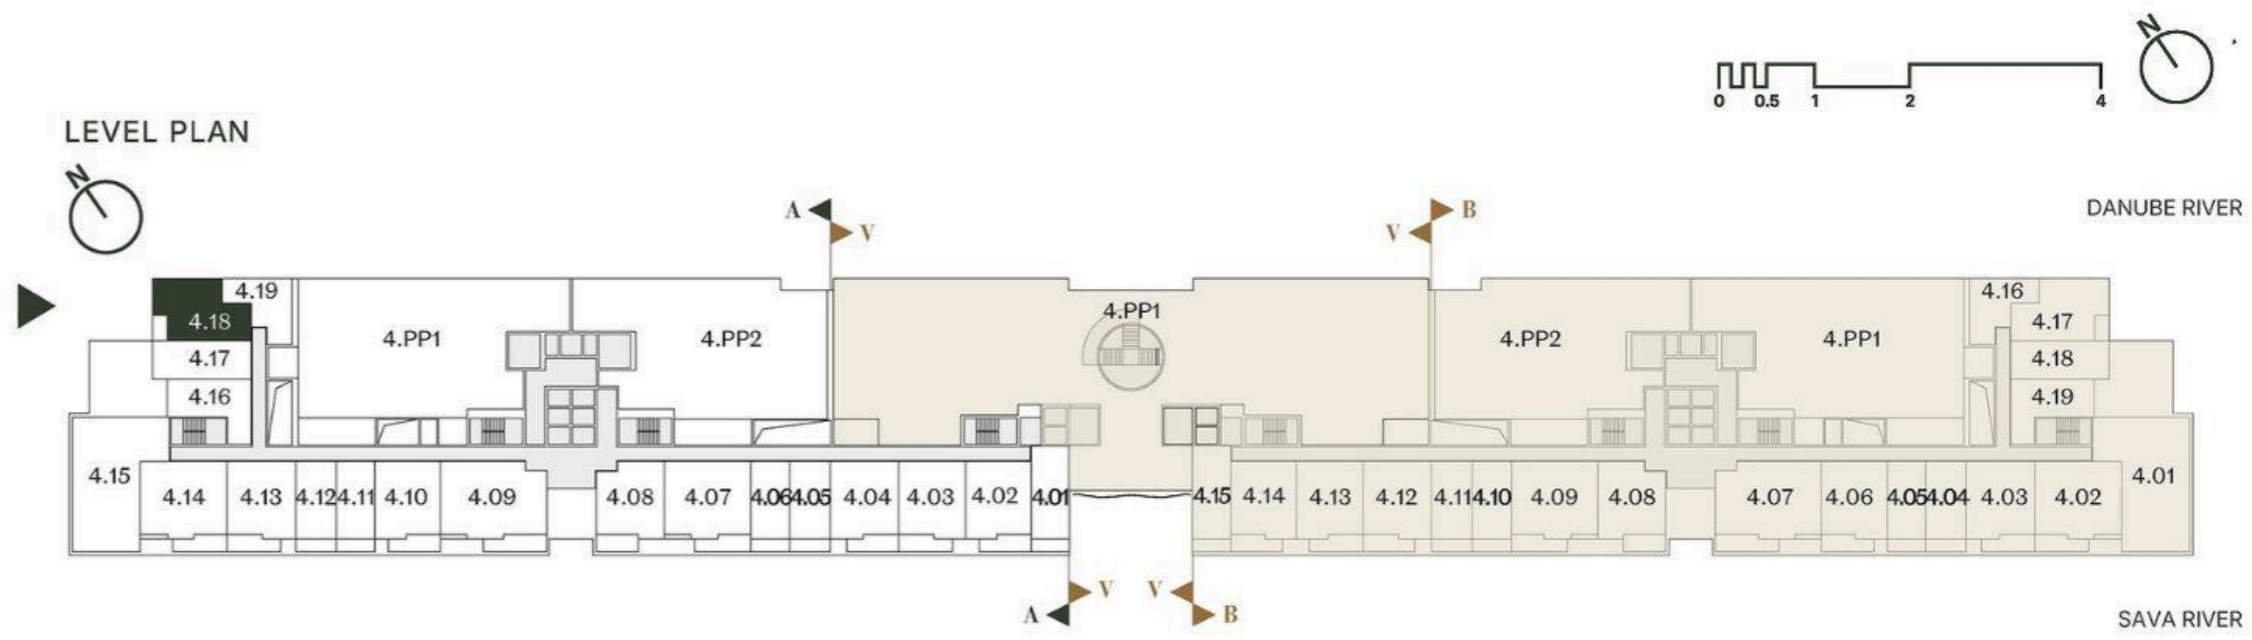 N
0 0.5 1 2 4
LEVEL PLAN
N
A V
V B
DANUBE RIVER
4.19
4.18
4.17
4.16
4.PP1
4.PP2
4.PP1
4.PP2
4.PP1
4.16
4.17
4.18
4.19
4.15 4.14 4.13 4.12 4.11 4.10 4.09 4.08 4.07 4.06 4.05 4.04 4.03 4.02 4.01
4.15 4.14 4.13 4.12 4.11 4.10 4.09 4.08 4.07 4.06 4.05 4.04 4.03 4.02 4.01
A V
V B
SAVA RIVER